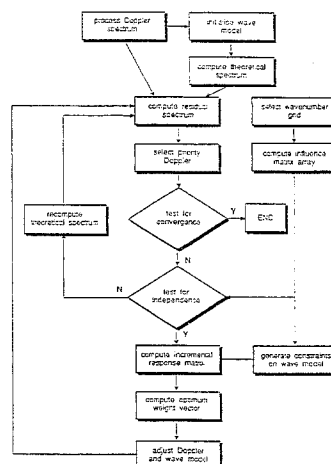 process Doppler
spectrum
initialise wave
model
compute theoretical
spectrum
compute residual
spectrum
select wavenumber
grid
select priority
Doppler
compute influence
matrix array
recompute
theoretical spectrum
test for
convergence
Y
END
N
N
test for
independence
Y
compute incremental
response
generate constraints
on wave model
compute optimum
weight vector
adjust Doppler
and wave model